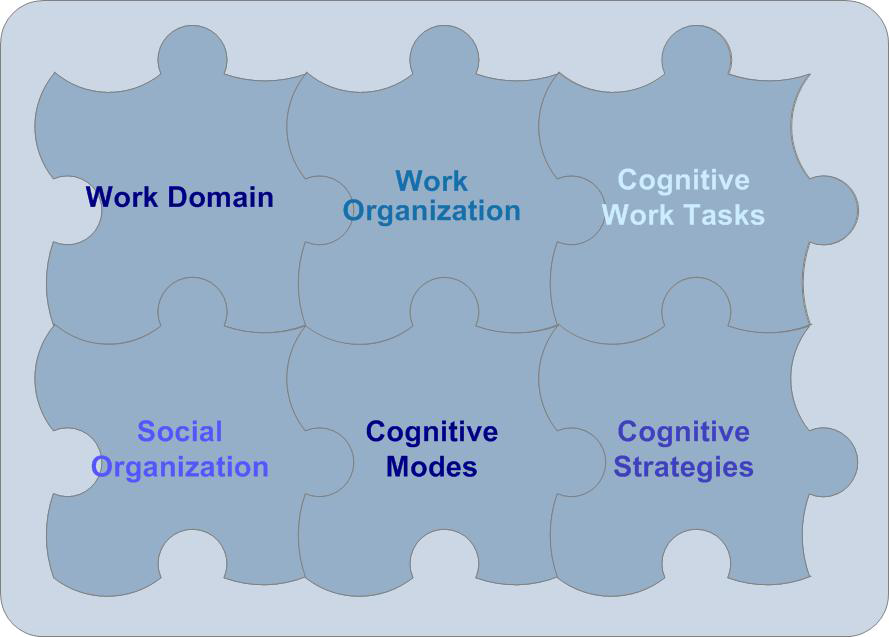 Work Domain
Work
Organization
Cognitive
Work Tasks
Social
Organization
Cognitive
Modes
Cognitive
Strategies